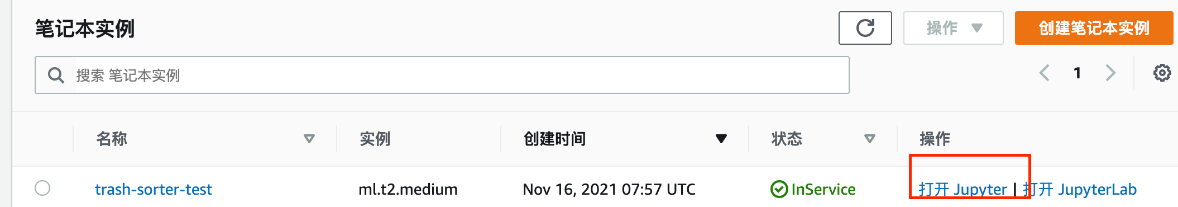 笔记本实例
操作
创建笔记本实例
搜索 笔记本实例
1
名称 实例 创建时间 状态 操作
trash-sorter-test ml.t2.medium Nov 16, 2021 07:57 UTC InService 打开 Jupyter | 打开 JupyterLab